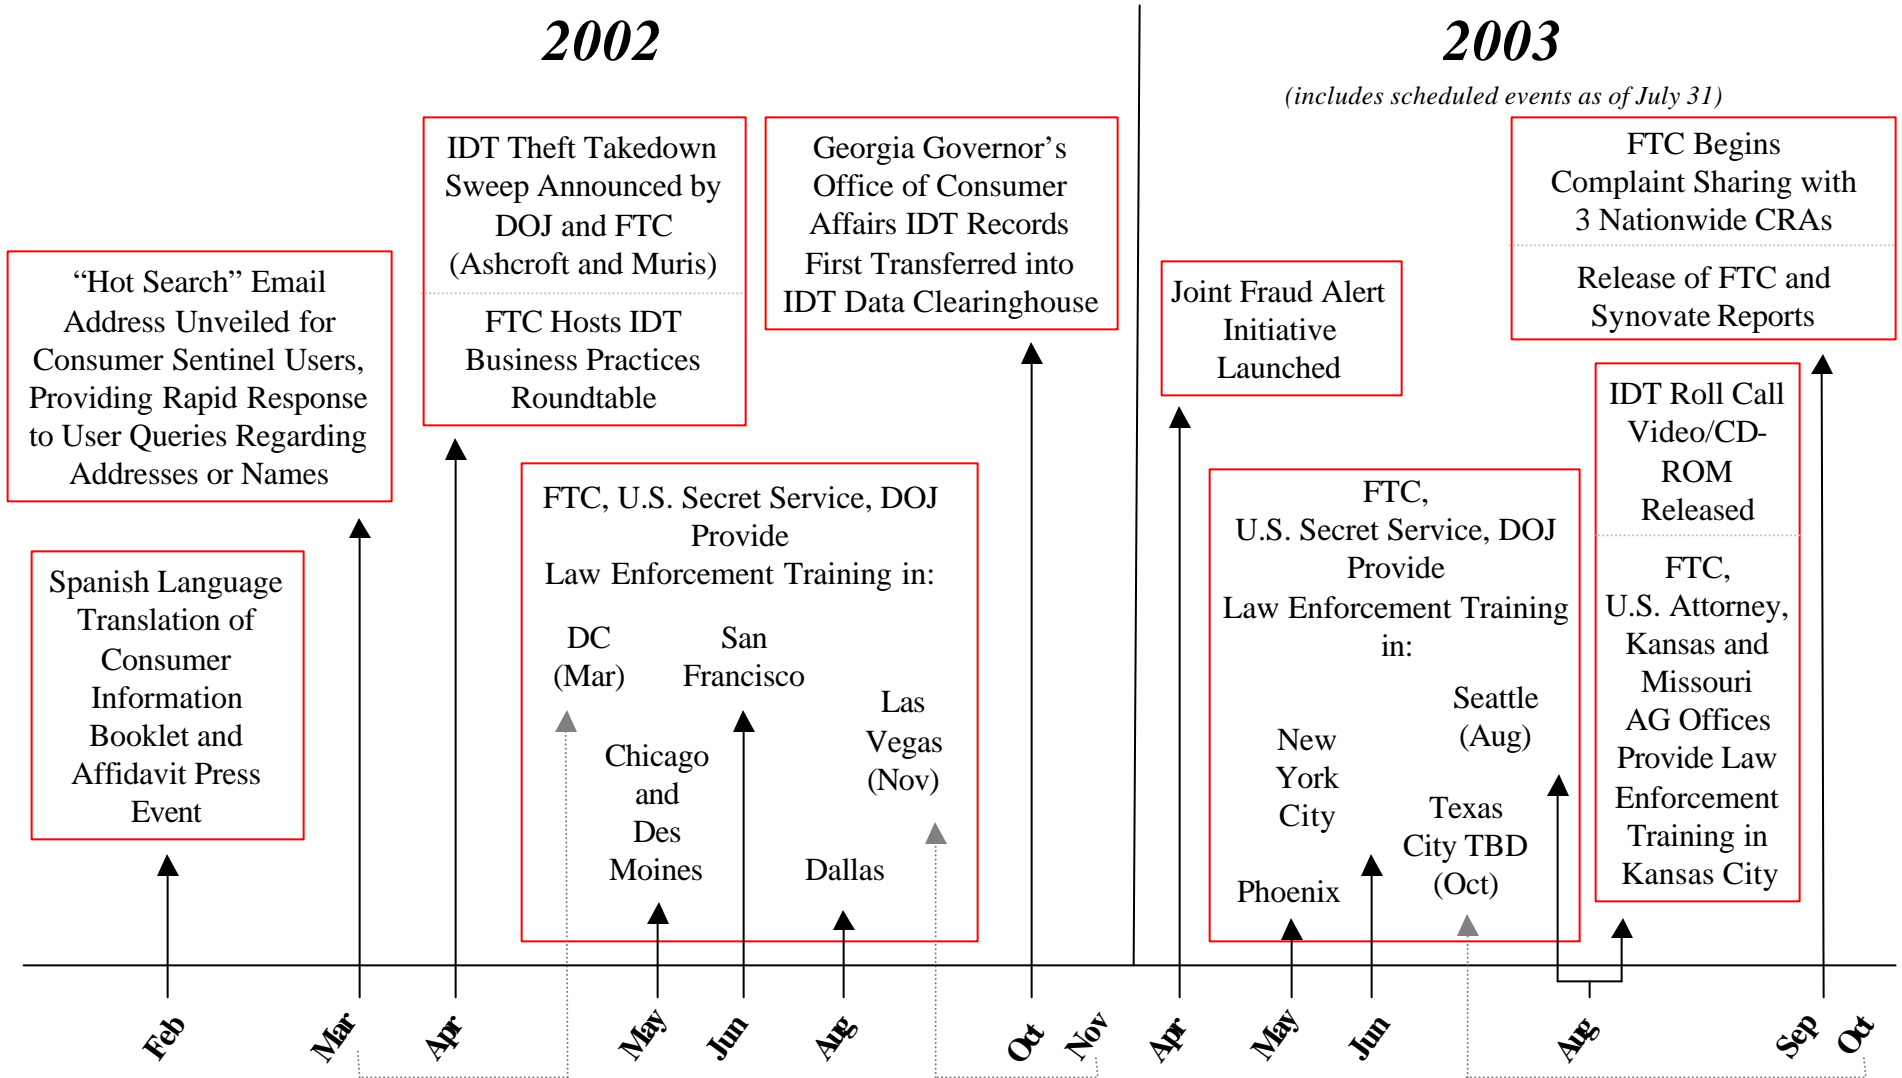 2002
2003
(includes scheduled events as of July 31)
“Hot Search” Email
Address Unveiled for
Consumer Sentinel Users,
Providing Rapid Response
to User Queries Regarding
Addresses or Names
Spanish Language
Translation of
Consumer
Information
Booklet and
Affidavit Press
Event
IDT Theft Takedown
Sweep Announced by
DOJ and FTC
(Ashcroft and Muris)
FTC Hosts IDT
Business Practices
Roundtable
Georgia Governor’s
Office of Consumer
Affairs IDT Records
First Transferred into
IDT Data Clearinghouse
FTC, U.S. Secret Service, DOJ
Provide
Law Enforcement Training in:
DC
(Mar)
Chicago
and
Des
Moines
San
Francisco
Dallas
Las
Vegas
(Nov)
Joint Fraud Alert
Initiative
Launched
FTC,
U.S. Secret Service, DOJ
Provide
Law Enforcement Training
in:
Phoenix
New
York
City
Texas
City TBD
(Oct)
Seattle
(Aug)
FTC Begins
Complaint Sharing with
3 Nationwide CRAs
Release of FTC and
Synovate Reports
IDT Roll Call
Video/CD-
ROM
Released
FTC,
U.S. Attorney,
Kansas and
Missouri
AG Offices
Provide Law
Enforcement
Training in
Kansas City
Feb
Mar
Apr
May
Jun
Aug
Oct
Nov
Apr
May
Jun
Aug
Sep
Oct